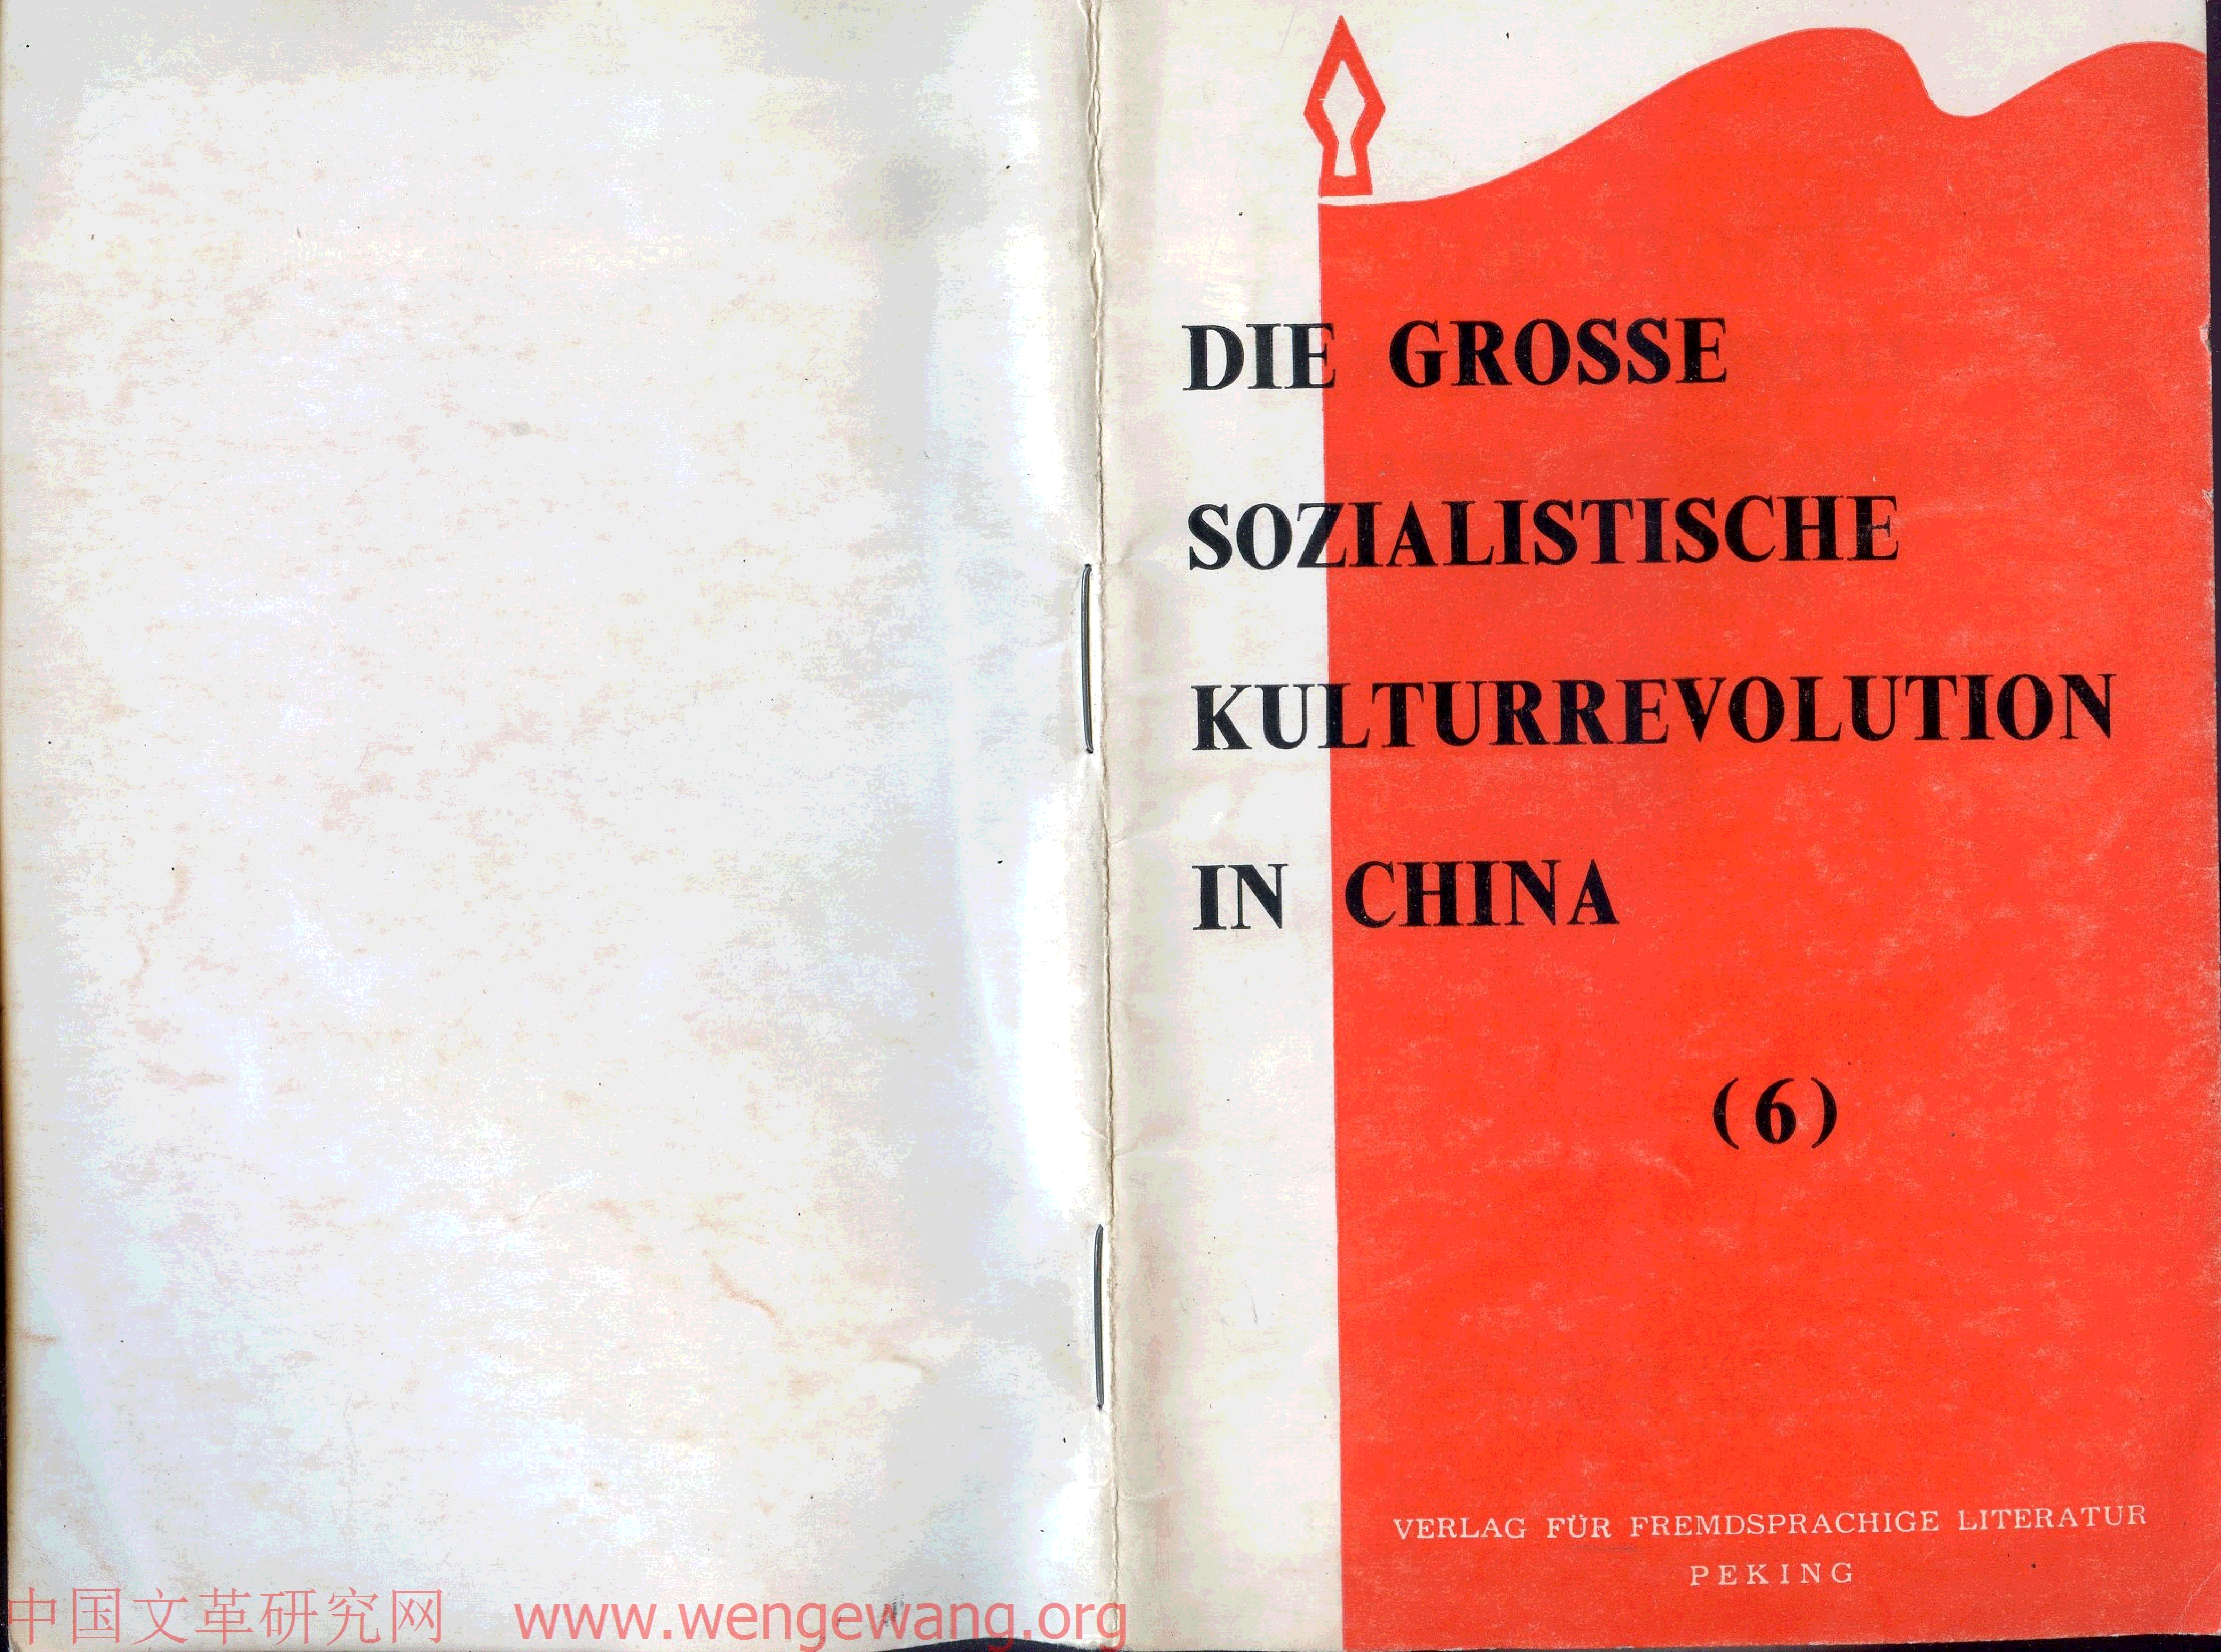 DIE GROSSE
SOZIALISTISCHE
KULTURREVOLUTION
IN CHINA
(6)
VERLAG FÜR FREMDSPRACHIGE LITERATUR
PEKING
中国文革研究网 www.wengewang.org